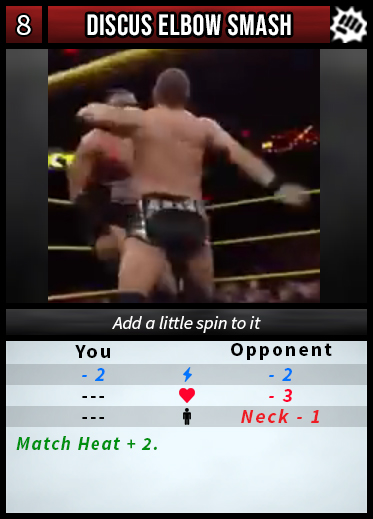 8 DISCUS ELBOW SMASH
Add a little spin to it
You Opponent
- 2 - 2
--- - 3
--- Neck - 1
Match Heat + 2.